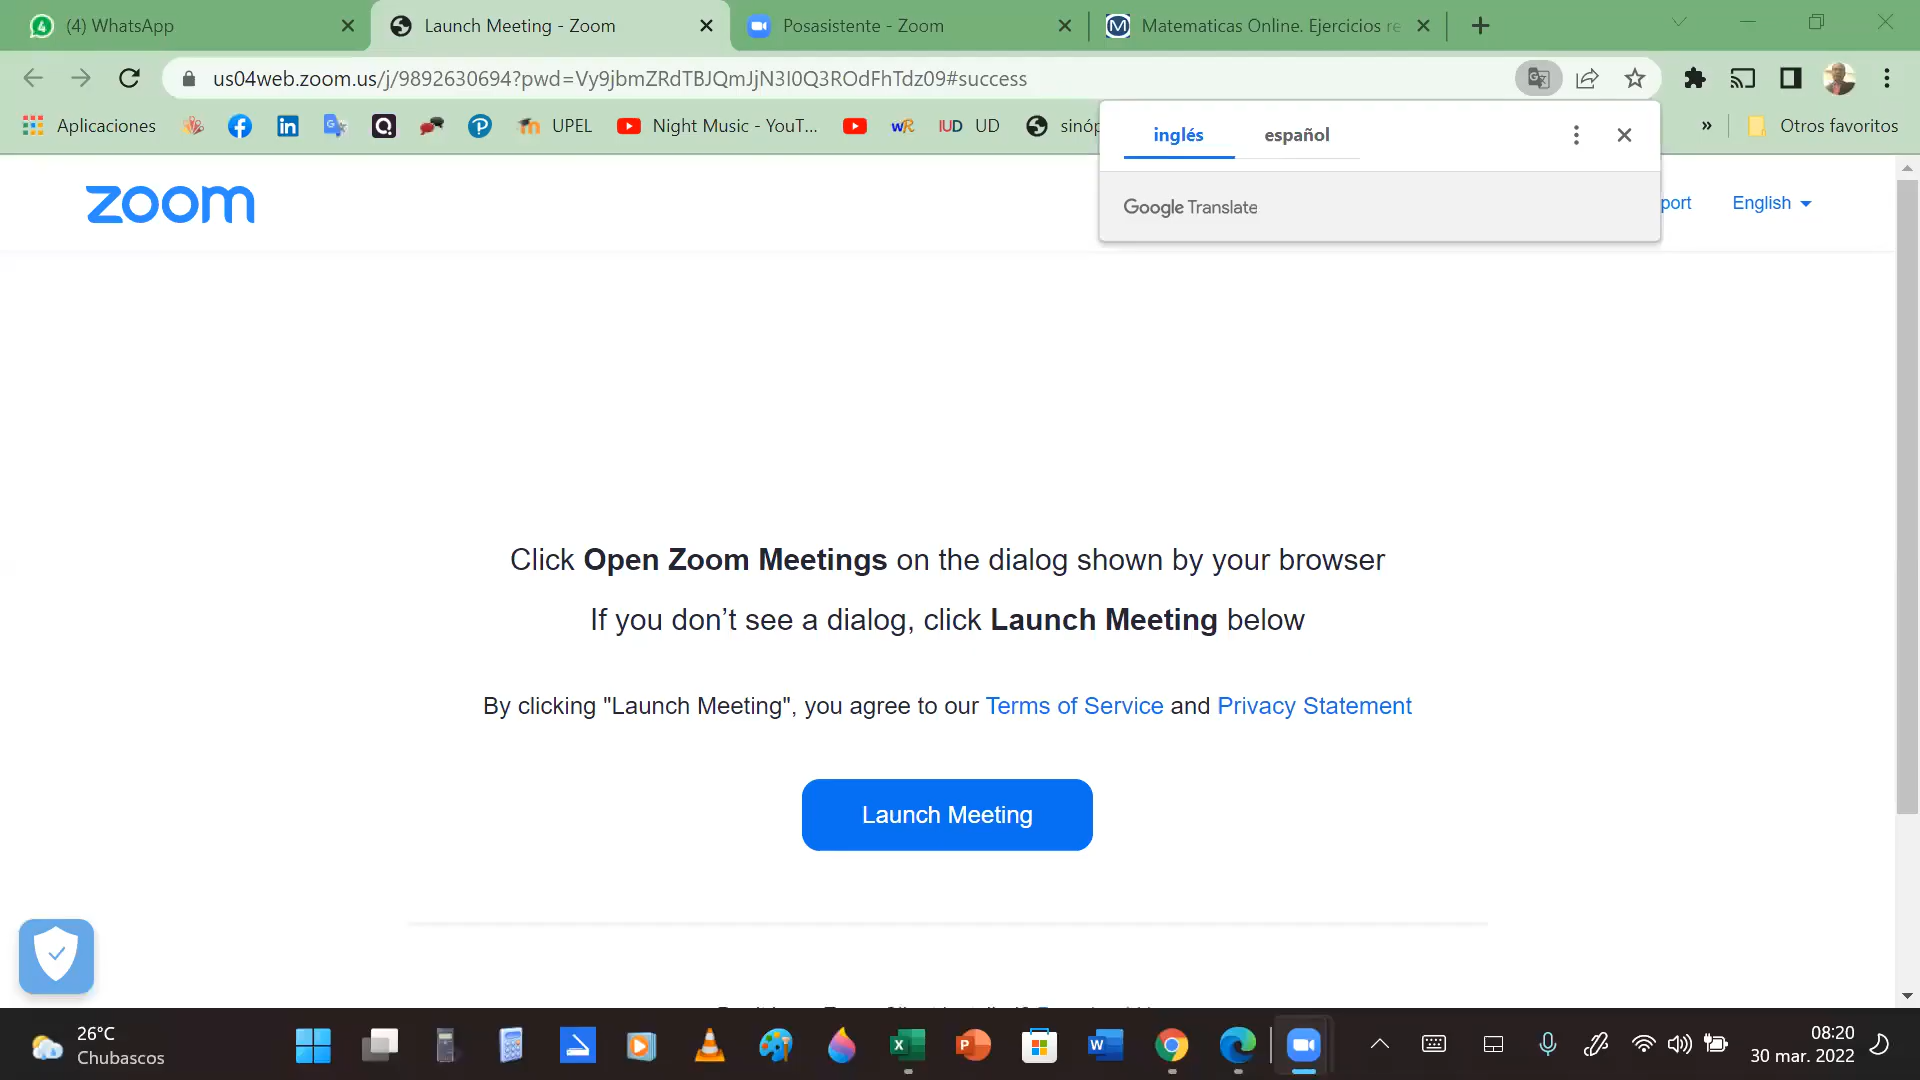 (4) WhatsApp
Launch Meeting - Zoom
Posasistente - Zoom
Matematicas Online. Ejercicios re
us04web.zoom.us/j/9892630694?pwd=Vy9jbmZRdTBJQmJjN3I0Q3ROdFhTdz09#success
Aplicaciones
UPEL
Night Music - YouT...
WR
IUD UD
sinóp
»
Otros favoritos
inglés español
Google Translate
zoom
port
English
Click Open Zoom Meetings on the dialog shown by your browser
If you don’t see a dialog, click Launch Meeting below
By clicking "Launch Meeting", you agree to our Terms of Service and Privacy Statement
Launch Meeting
26°C
Chubascos
08:20
30 mar. 2022